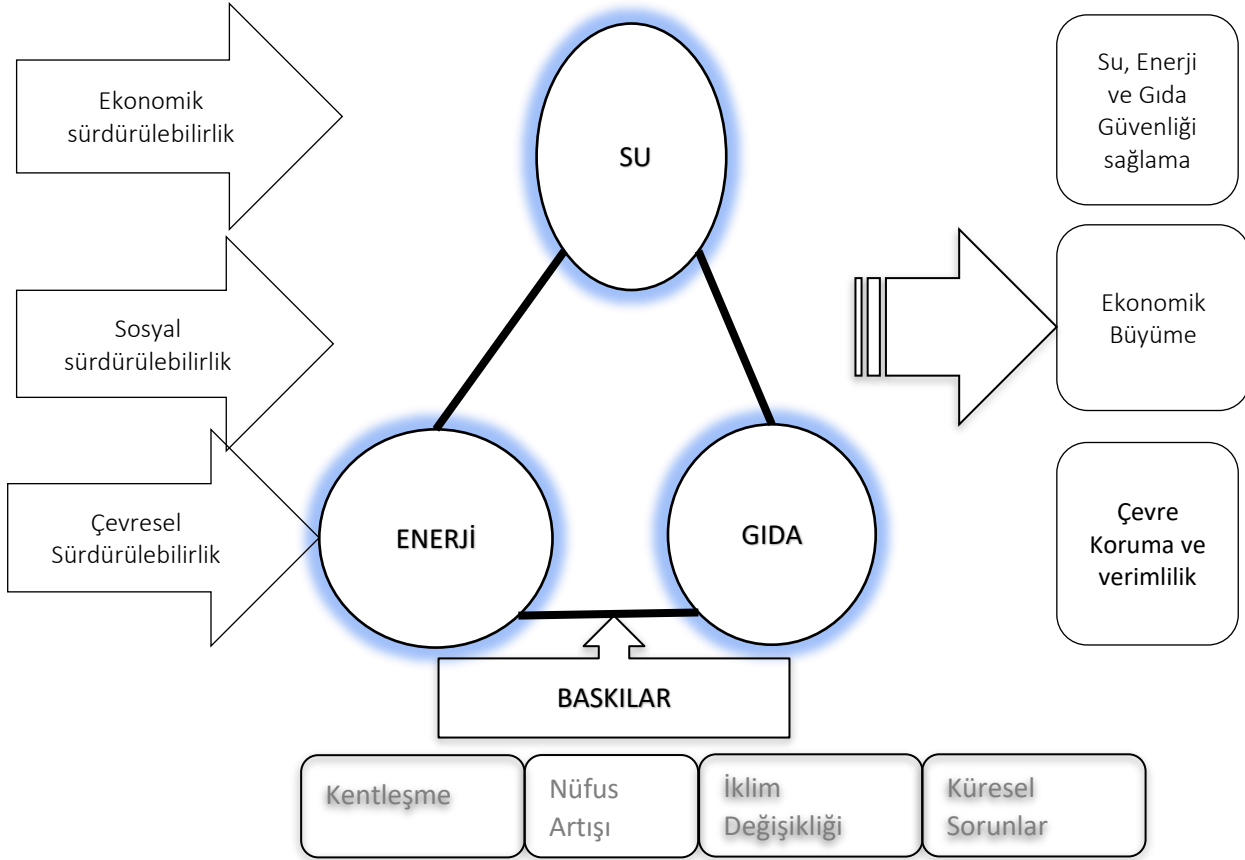 Ekonomik
sürdürülebilirlik
Sosyal
sürdürülebilirlik
Çevresel
Sürdürülebilirlik
SU
ENERJİ
GIDA
BASKILAR
Kentleşme
Nüfus
Artışı
İklim
Değişikliği
Küresel
Sorunlar
Su, Enerji
ve Gıda
Güvenliği
sağlama
Ekonomik
Büyüme
Çevre
Koruma ve
verimlilik